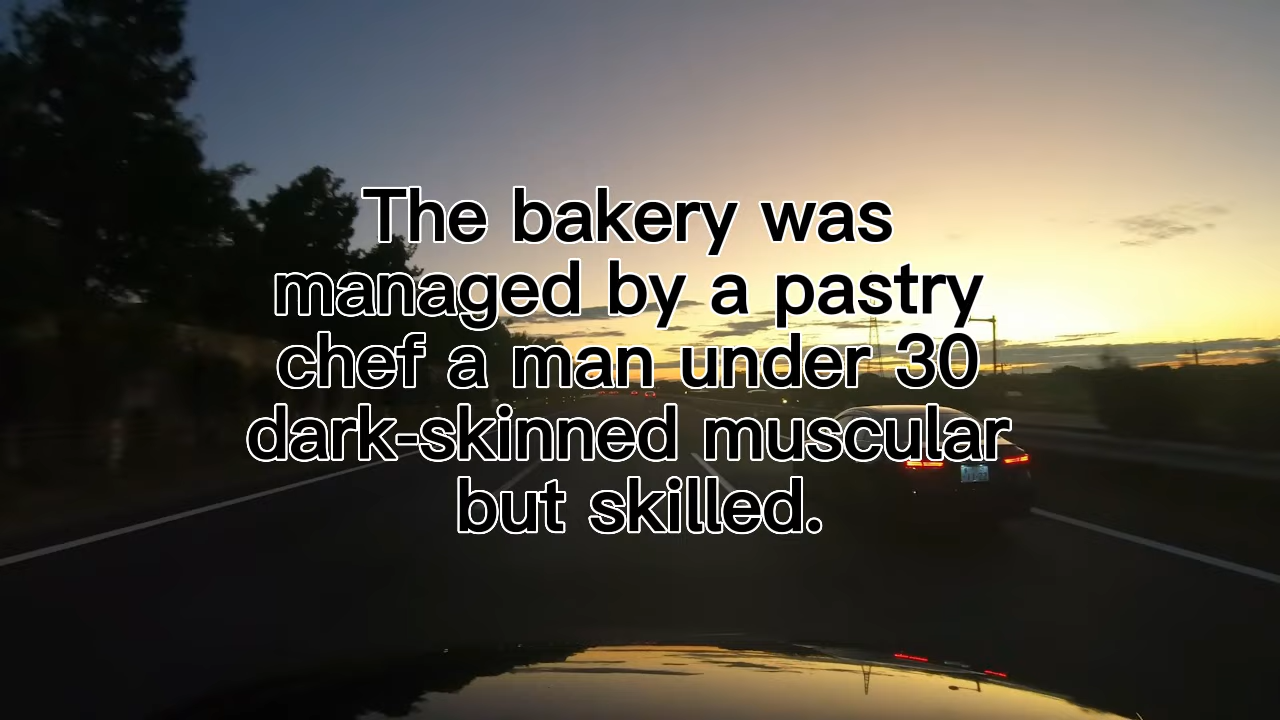 The bakery was
managed by a pastry
chef a man under 30
dark-skinned muscular
but skilled.